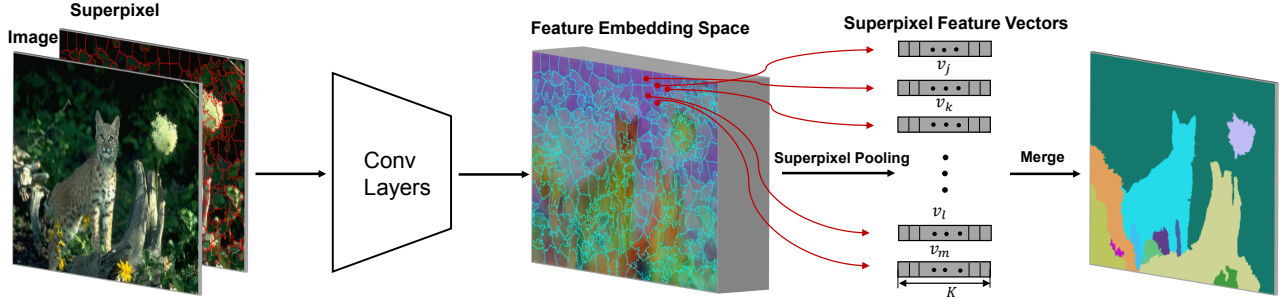 Superpixel
Image
Conv
Layers
Feature Embedding Space
Superpixel Pooling
Superpixel Feature Vectors
v_j
v_k
v_l
v_m
K
Merge